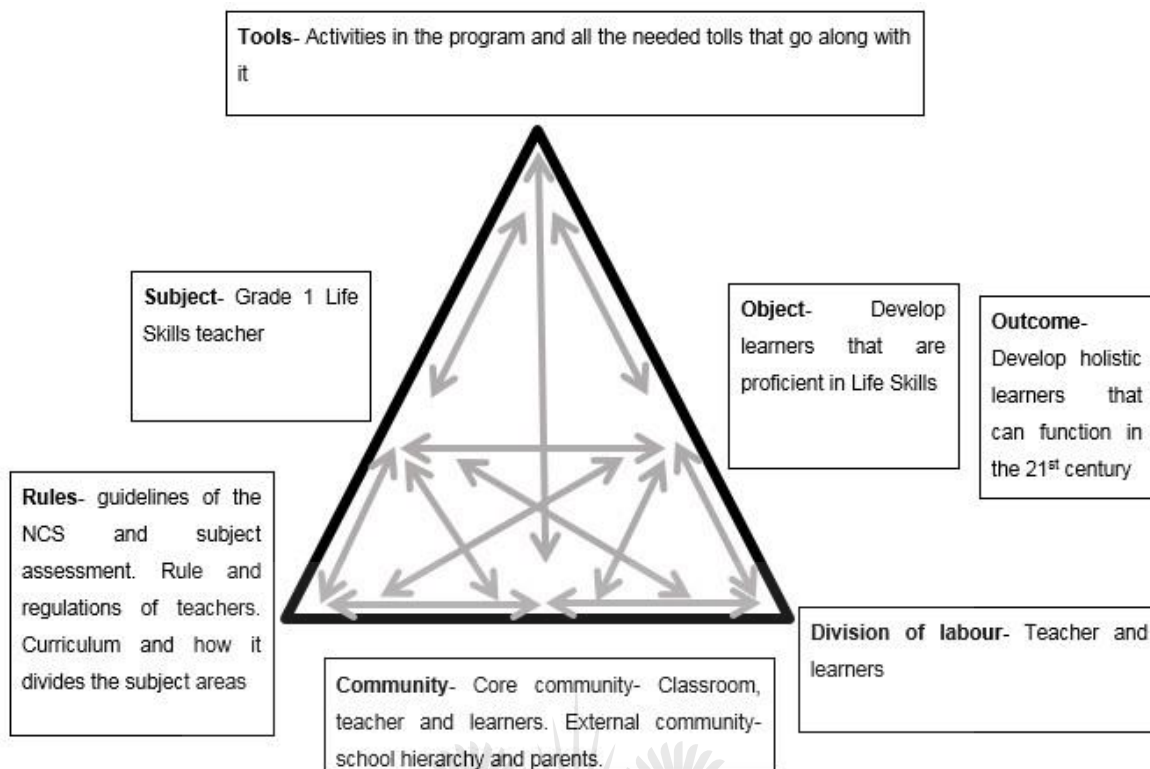 Tools- Activities in the program and all the needed tolls that go along with
it
Subject- Grade 1 Life
Skills teacher
Object- Develop
learners that are
proficient in Life Skills
Outcome-
Develop holistic
learners that
can function in
the 21st century
Rules- guidelines of the
NCS and subject
assessment. Rule and
regulations of teachers.
Curriculum and how it
divides the subject areas
Division of labour- Teacher and
learners
Community- Core community- Classroom,
teacher and learners. External community-
school hierarchy and parents.